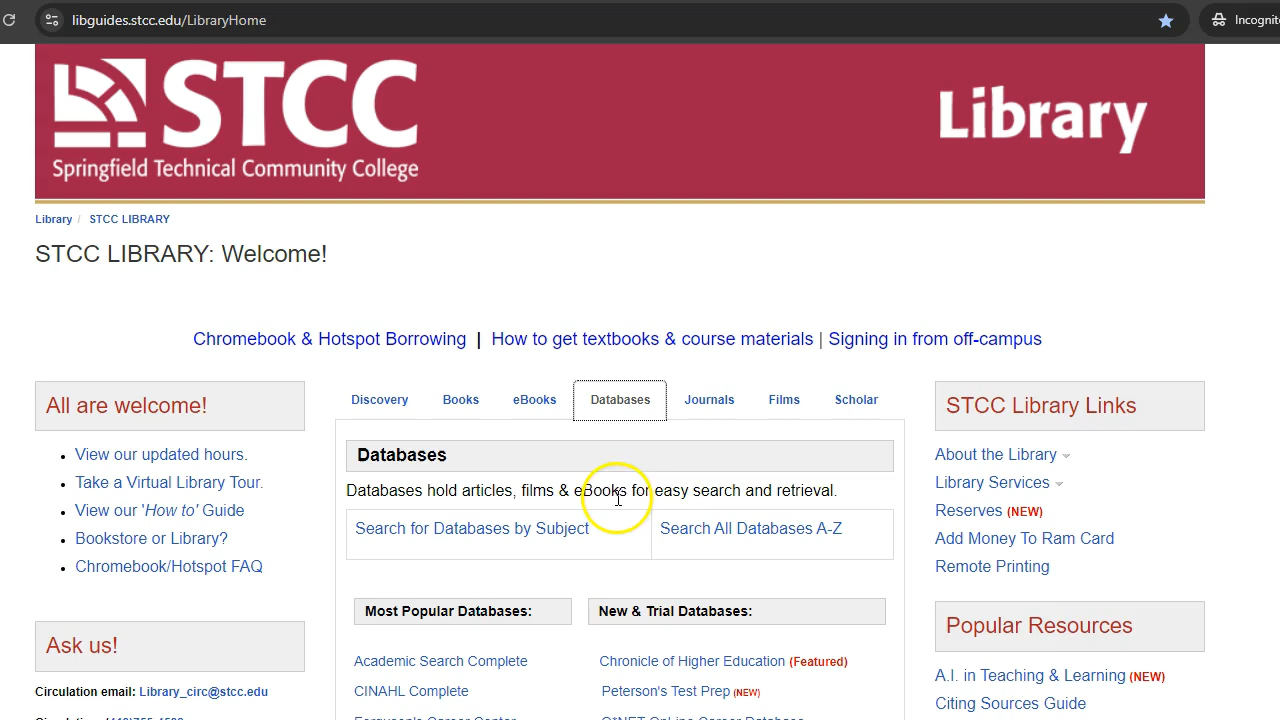 libguides.stcc.edu/LibraryHome
Incognit
STCC
Springfield Technical Community College
Library
Library / STCC LIBRARY
STCC LIBRARY: Welcome!
Chromebook & Hotspot Borrowing | How to get textbooks & course materials | Signing in from off-campus
All are welcome!
View our updated hours.
Take a Virtual Library Tour.
View our 'How to' Guide
Bookstore or Library?
Chromebook/Hotspot FAQ
Ask us!
Circulation email: Library_circ@stcc.edu
Discovery Books eBooks Databases Journals Films Scholar
Databases
Databases hold articles, films & eBooks for easy search and retrieval.
Search for Databases by Subject
Search All Databases A-Z
Most Popular Databases:
Academic Search Complete
CINAHL Complete
New & Trial Databases:
Chronicle of Higher Education (Featured)
Peterson's Test Prep (NEW)
STCC Library Links
About the Library
Library Services
Reserves (NEW)
Add Money To Ram Card
Remote Printing
Popular Resources
A.I. in Teaching & Learning (NEW)
Citing Sources Guide